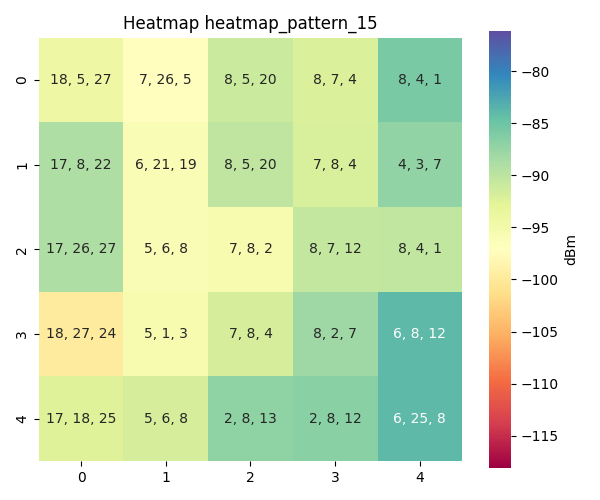 Heatmap heatmap_pattern_15
0 18, 5, 27 7, 26, 5 8, 5, 20 8, 7, 4 8, 4, 1
1 17, 8, 22 6, 21, 19 8, 5, 20 7, 8, 4 4, 3, 7
2 17, 26, 27 5, 6, 8 7, 8, 2 8, 7, 12 8, 4, 1
3 18, 27, 24 5, 1, 3 7, 8, 4 8, 2, 7 6, 8, 12
4 17, 18, 25 5, 6, 8 2, 8, 13 2, 8, 12 6, 25, 8
0 1 2 3 4
−80
−85
−90
−95
−100
−105
−110
−115
dBm